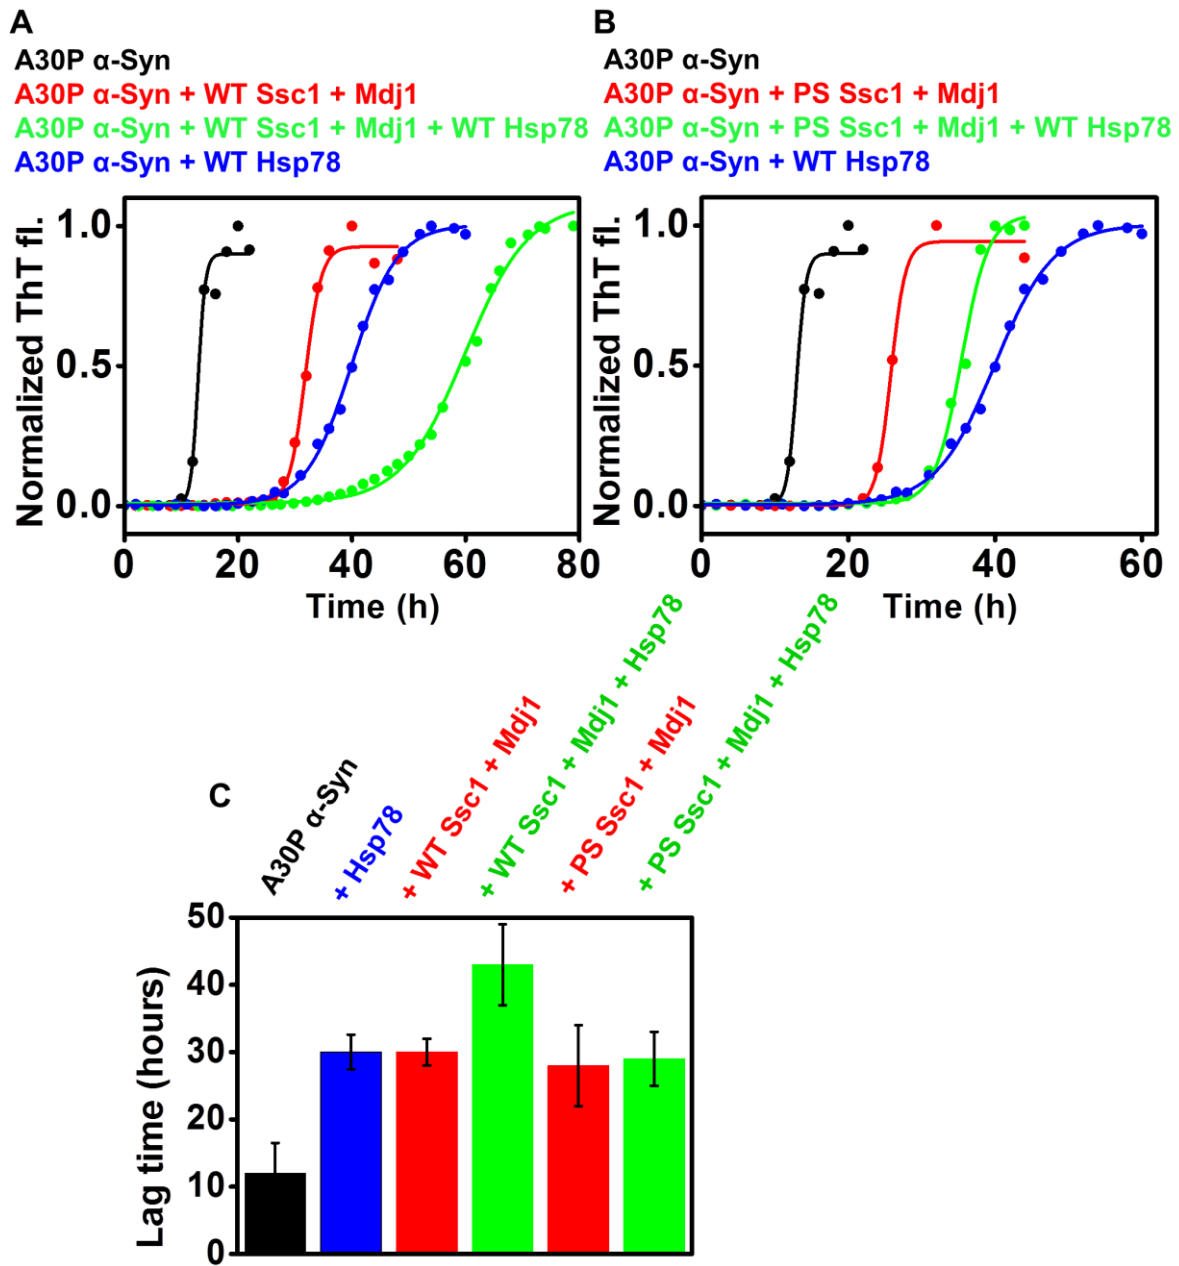 A
A30P α-Syn
A30P α-Syn + WT Ssc1 + Mdj1
A30P α-Syn + WT Ssc1 + Mdj1 + WT Hsp78
A30P α-Syn + WT Hsp78
Normalized ThT fl.
1.0
0.5
0.0
0 20 40 60 80
Time (h)
B
A30P α-Syn
A30P α-Syn + PS Ssc1 + Mdj1
A30P α-Syn + PS Ssc1 + Mdj1 + WT Hsp78
A30P α-Syn + WT Hsp78
Normalized ThT fl.
1.0
0.5
0.0
0 20 40 60
Time (h)
C
A30P α-Syn
+ Hsp78
+ WT Ssc1 + Mdj1
+ WT Ssc1 + Mdj1 + Hsp78
+ PS Ssc1 + Mdj1
+ PS Ssc1 + Mdj1 + Hsp78
Lag time (hours)
50
40
30
20
10
0